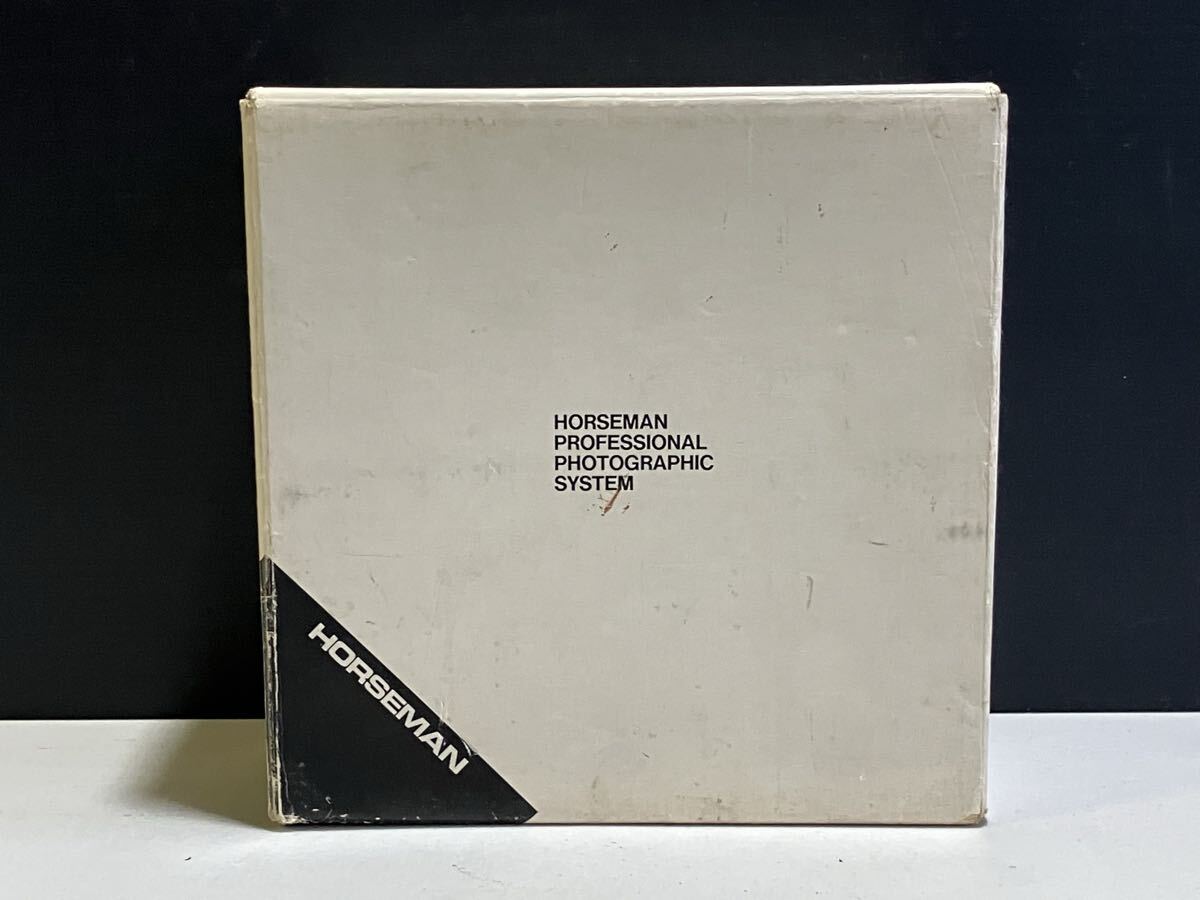 HORSEMAN
PROFESSIONAL
PHOTOGRAPHIC
SYSTEM
HORSEMAN